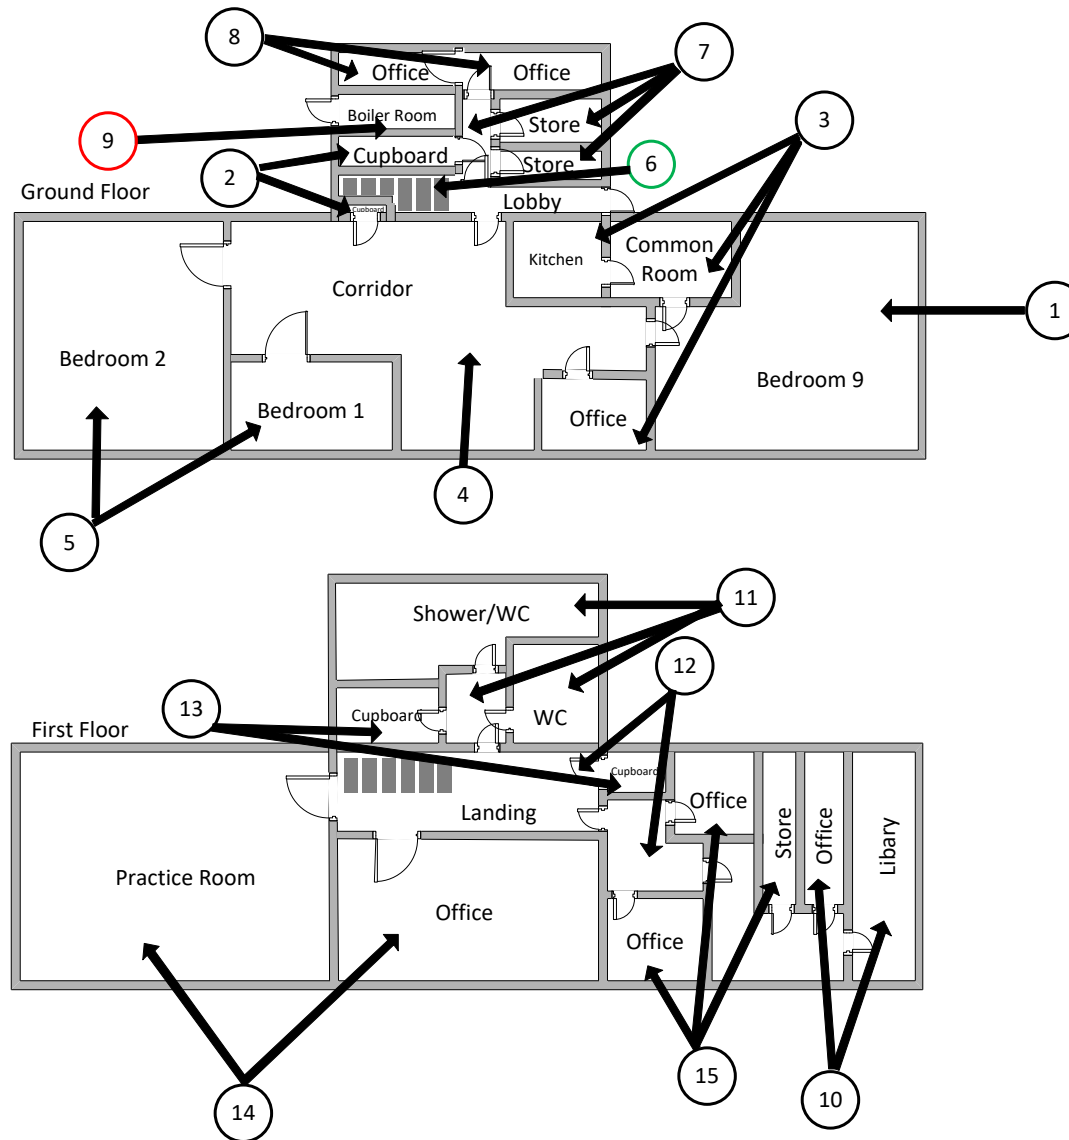 8
7
Office
Office
Boiler Room
9
Store
3
Cupboard
Store
6
2
Ground Floor
Lobby
Cupboard
Kitchen
Common
Room
Corridor
1
Bedroom 2
Bedroom 9
Bedroom 1
Office
4
5
11
Shower/WC
12
13
Cupboard
WC
First Floor
Cupboard
Landing
Office
Store
Office
Libary
Practice Room
Office
Office
15
14
10